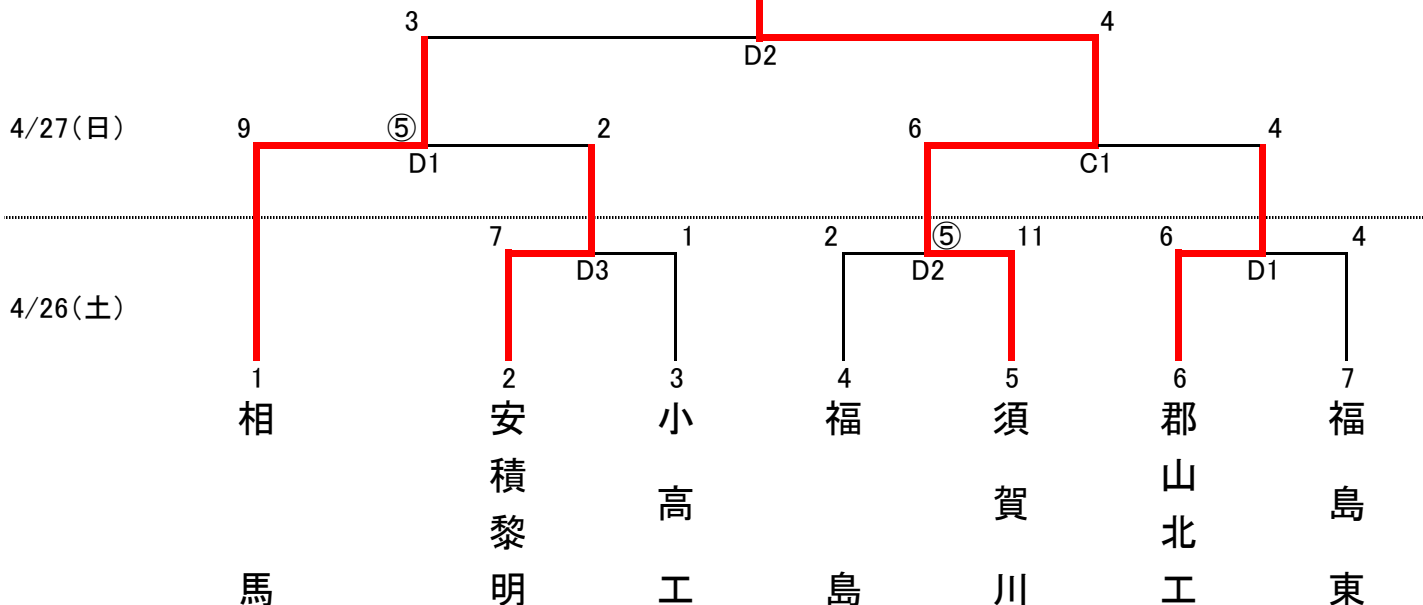 3 4
D2
4/27(日) 9 ⑤ 2 6 4
D1 C1
7 1 2 ⑤ 11 6 4
D3 D2 D1
4/26(土)
1 2 3 4 5 6 7
相馬
安積黎明
小高工
福島
須賀川
郡山北工
福島東